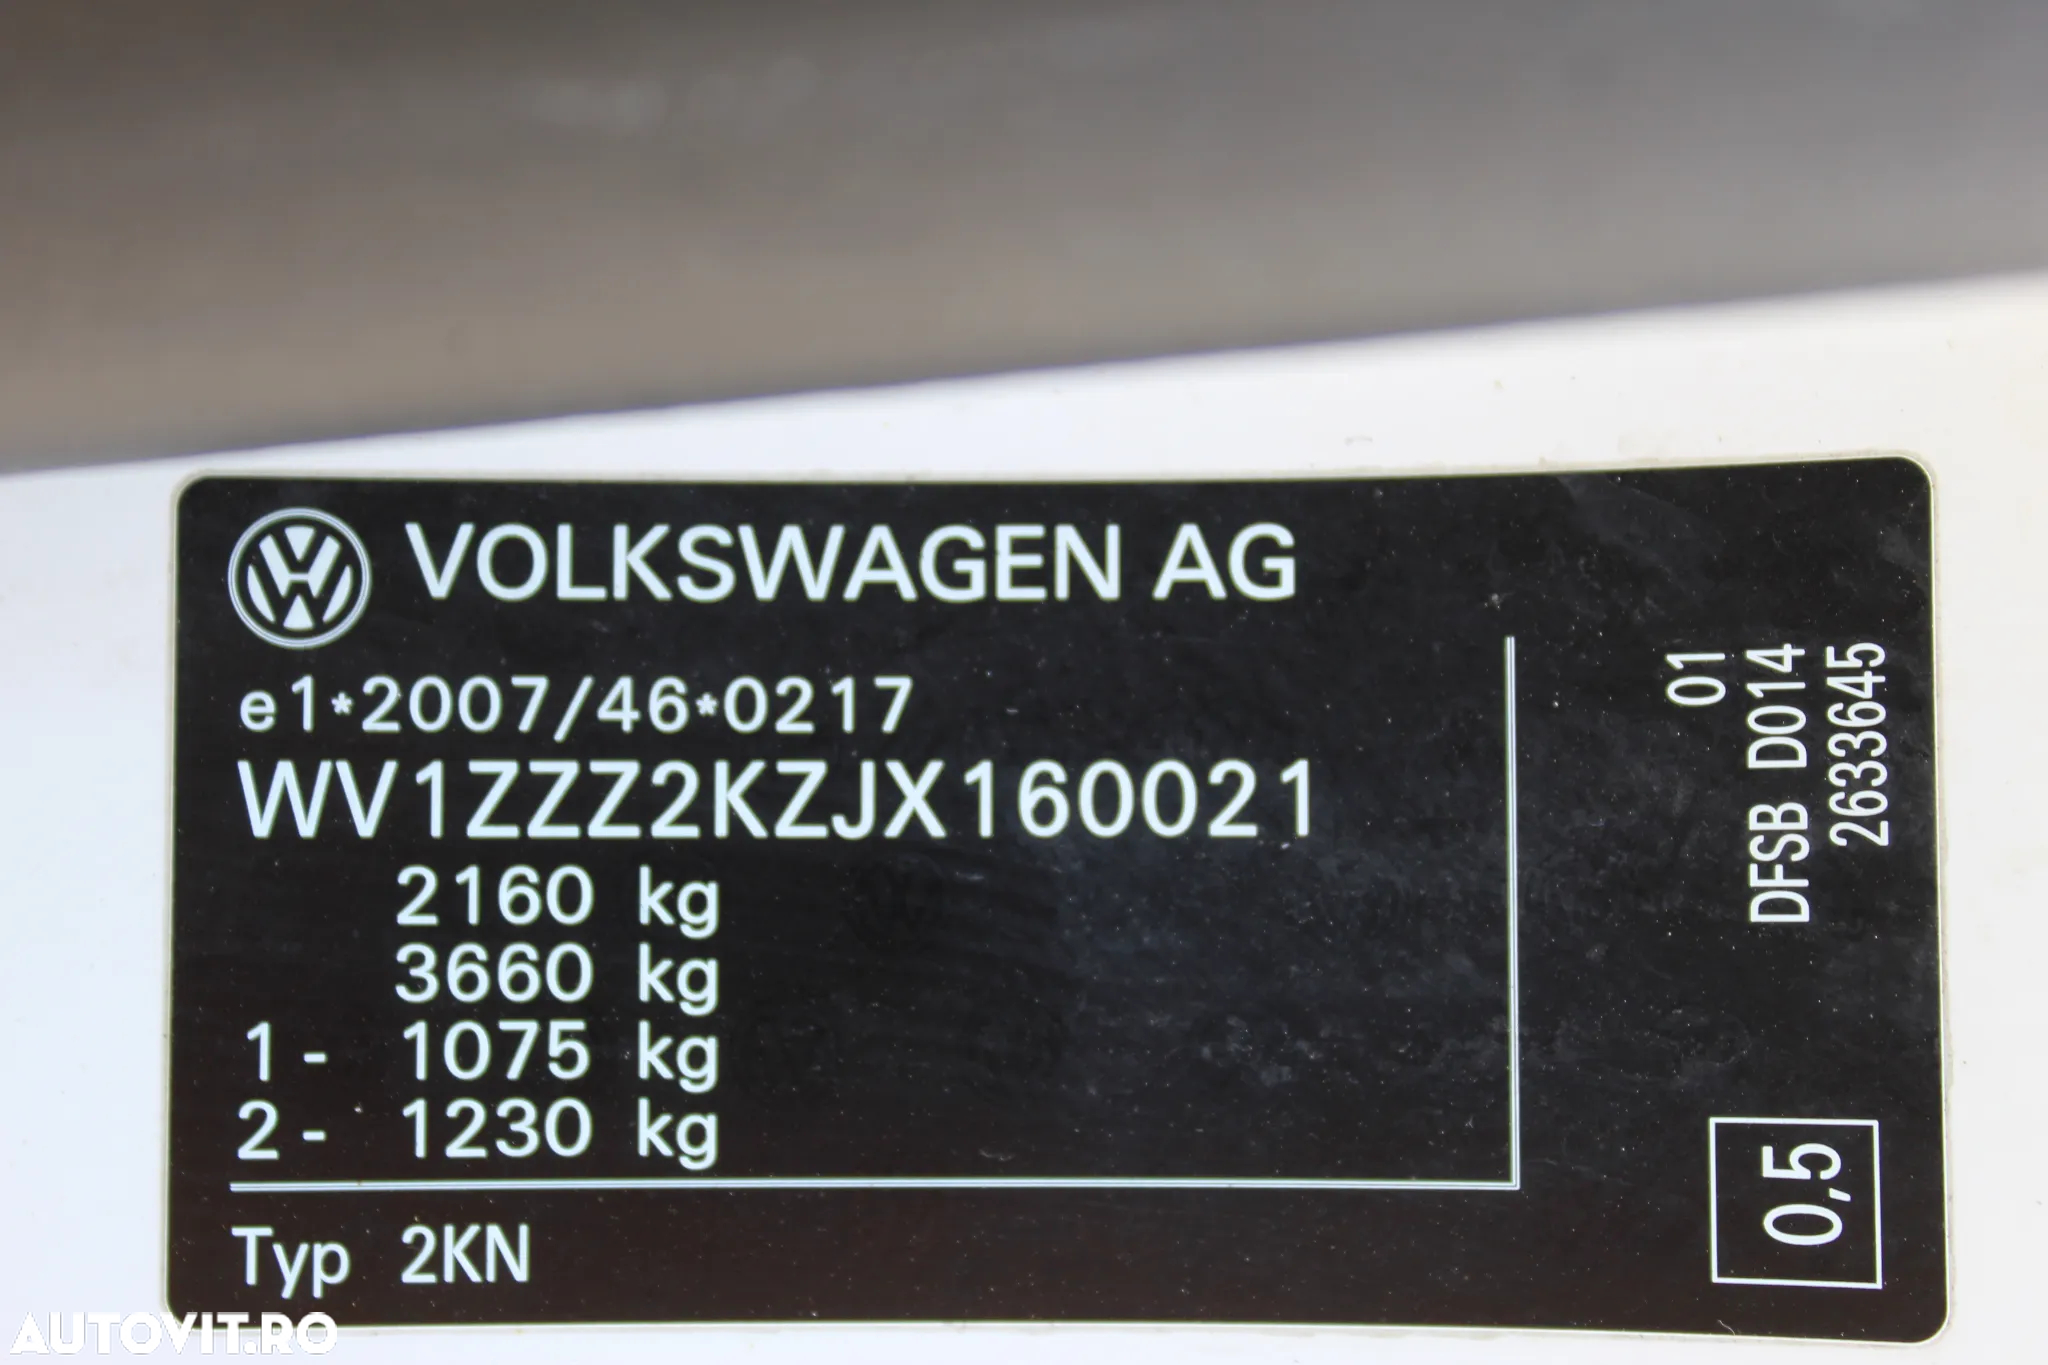 VOLKSWAGEN AG
e1*2007/46*0217
WV1ZZZ2KZJX160021
2160 kg
3660 kg
1 - 1075 kg
2 - 1230 kg
Typ 2KN
01
DFSB D014
2633645
0,5
AUTOVIT.RO